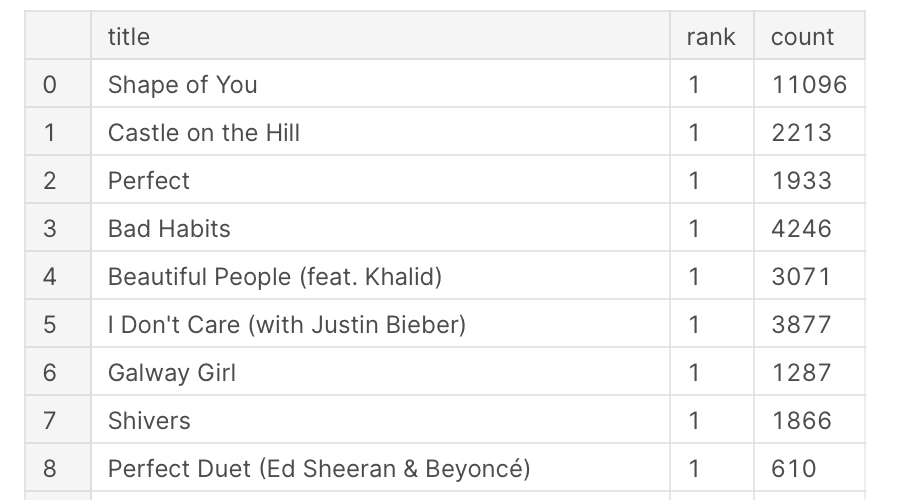 title rank count
0 Shape of You 1 11096
1 Castle on the Hill 1 2213
2 Perfect 1 1933
3 Bad Habits 1 4246
4 Beautiful People (feat. Khalid) 1 3071
5 I Don't Care (with Justin Bieber) 1 3877
6 Galway Girl 1 1287
7 Shivers 1 1866
8 Perfect Duet (Ed Sheeran & Beyoncé) 1 610